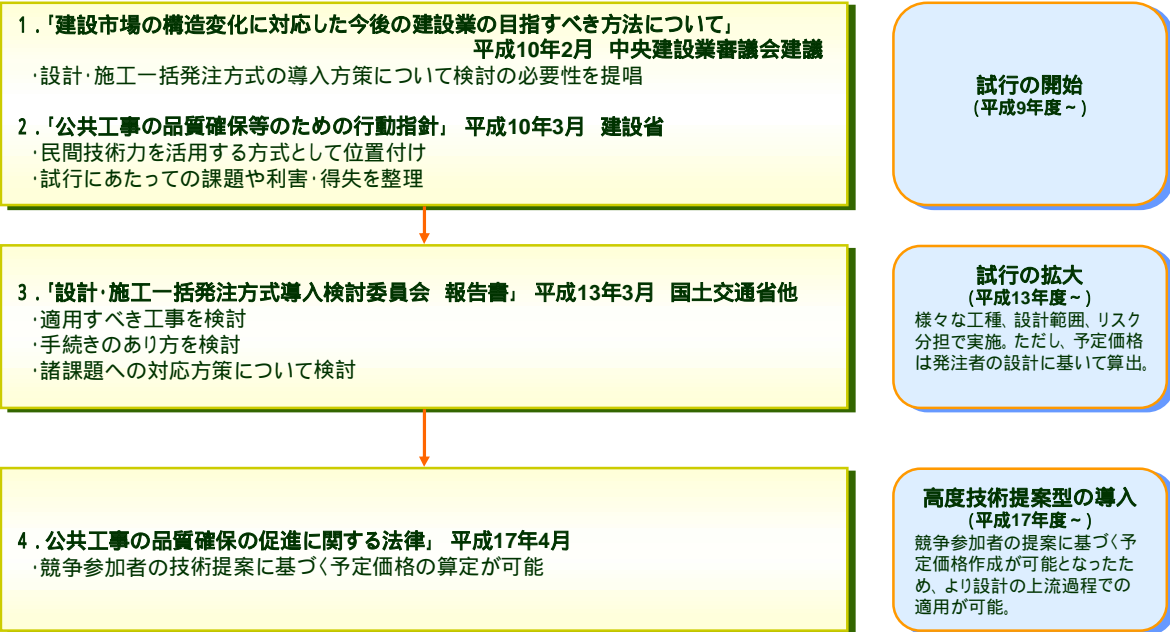 １.「建設市場の構造変化に対応した今後の建設業の目指すべき方法について」
平成10年2月 中央建設業審議会建議
･設計･施工一括発注方式の導入方策について検討の必要性を提唱
２.「公共工事の品質確保等のための行動指針」 平成10年3月 建設省
･民間技術力を活用する方式として位置付け
･試行にあたっての課題や利害･得失を整理
試行の開始
(平成9年度～)
３.「設計･施工一括発注方式導入検討委員会 報告書」 平成13年3月 国土交通省他
･適用すべき工事を検討
･手続きのあり方を検討
･諸課題への対応方策について検討
試行の拡大
(平成13年度～)
様々な工種、設計範囲、リスク
分担で実施。ただし、予定価格
は発注者の設計に基いて算出。
４.公共工事の品質確保の促進に関する法律」 平成17年4月
･競争参加者の技術提案に基づく予定価格の算定が可能
高度技術提案型の導入
(平成17年度～)
競争参加者の提案に基づく予
定価格作成が可能となったた
め、より設計の上流過程での
適用が可能。